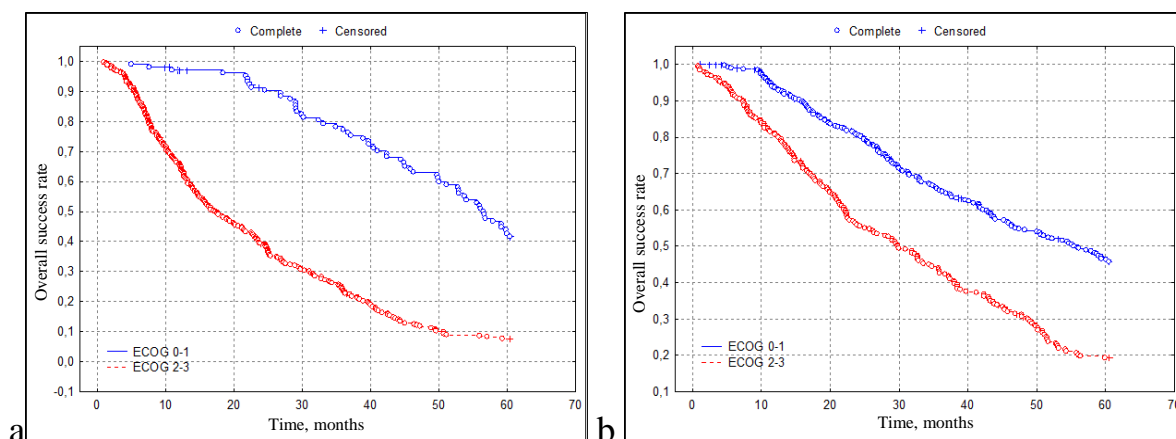 Complete Censored
1,0
0,9
0,8
0,7
0,6
0,5
0,4
0,3
0,2
0,1
0,0
-0,1
Overall success rate
ECOG 0-1
ECOG 2-3
0 10 20 30 40 50 60 70
Time, months
a
Complete Censored
1,0
0,9
0,8
0,7
0,6
0,5
0,4
0,3
0,2
0,1
Overall success rate
ECOG 0-1
ECOG 2-3
0 10 20 30 40 50 60 70
Time, months
b